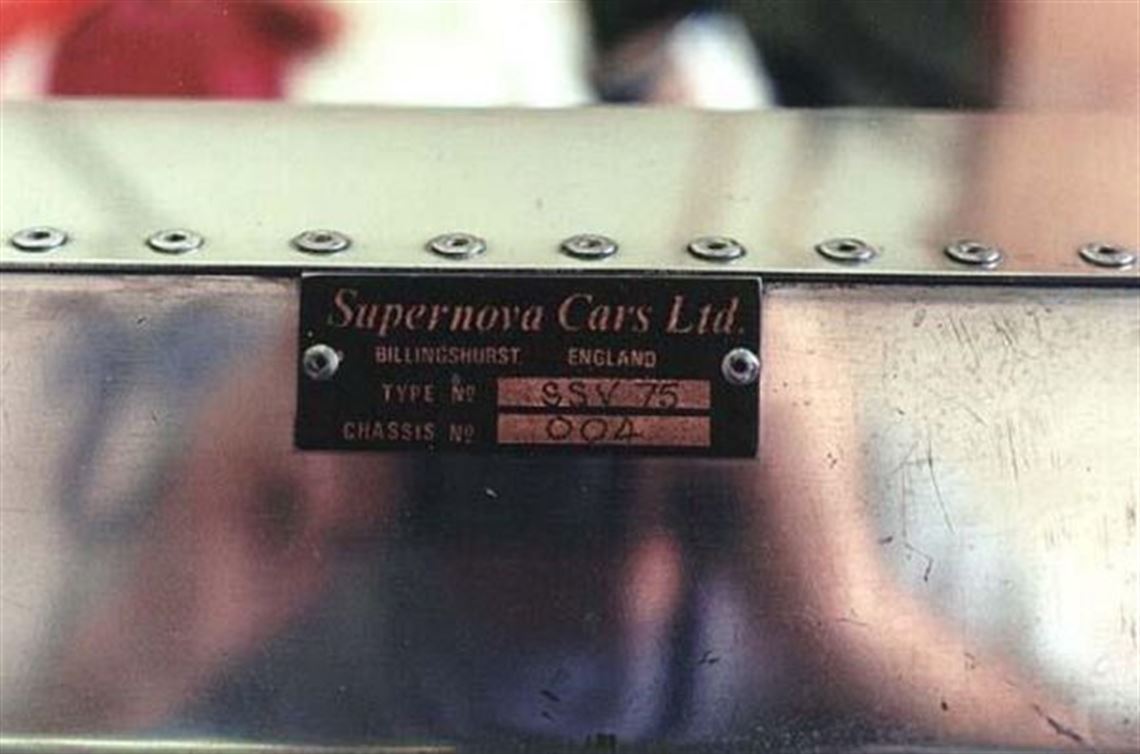 Supernova Cars Ltd.
BILLINGSHURST ENGLAND
TYPE & No SSV 75
CHASSIS No 004